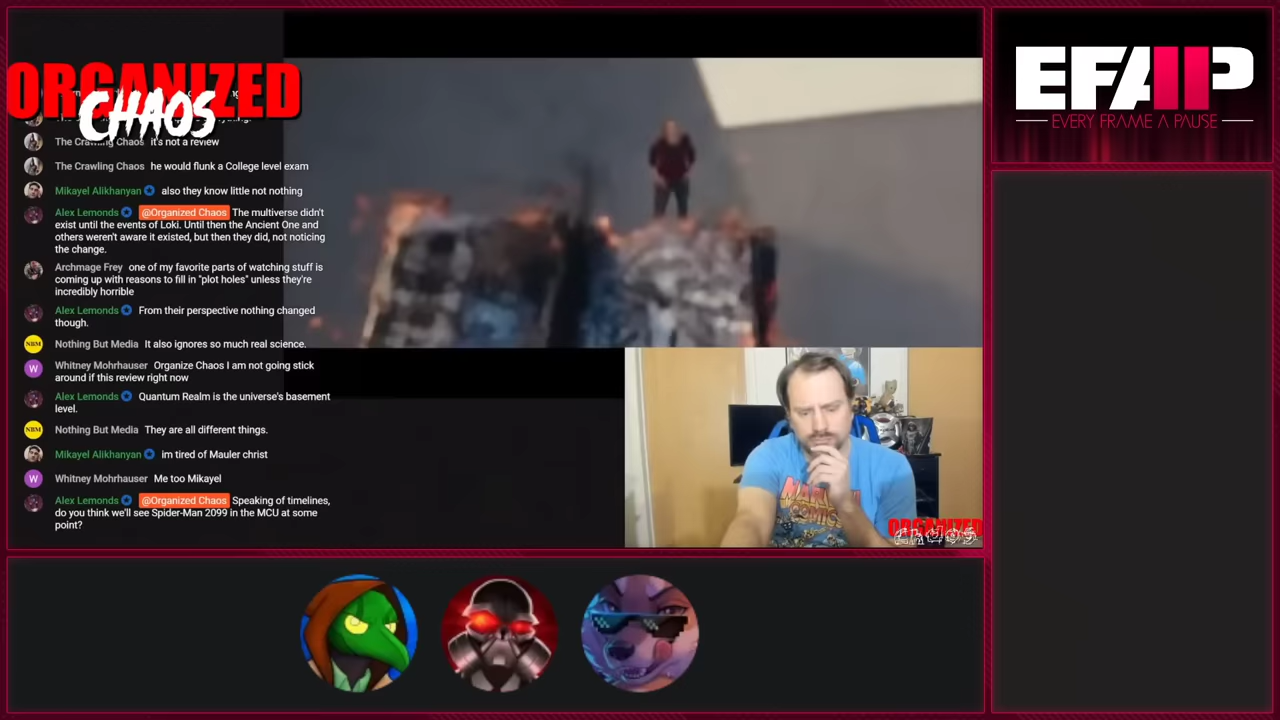 ORGANIZED
CHAOS
The Crawling Chaos It's not a review
The Crawling Chaos he would flunk a College level exam
Mikayel Alikhanyan also they know little not nothing
Alex Lemonds @Organized Chaos The multiverse didn't
exist until the events of Loki. Until then the Ancient One and
others weren't aware it existed, but then they did, not noticing
the change.
Archmage Frey one of my favorite parts of watching stuff is
coming up with reasons to fill in "plot holes" unless they're
incredibly horrible
Alex Lemonds From their perspective nothing changed
though.
NBM
Nothing But Media It also ignores so much real science.
W
Whitney Mohrhauser Organize Chaos I am not going stick
around if this review right now
Alex Lemonds Quantum Realm is the universe's basement
level.
NBM
Nothing But Media They are all different things.
Mikayel Alikhanyan im tired of Mauler christ
W
Whitney Mohrhauser Me too Mikayel
Alex Lemonds @Organized Chaos Speaking of timelines,
do you think we'll see Spider-Man 2099 in the MCU at some
point?
COMICS
ORGANIZED
CHAOS
EFAP
EVERY FRAME A PAUSE